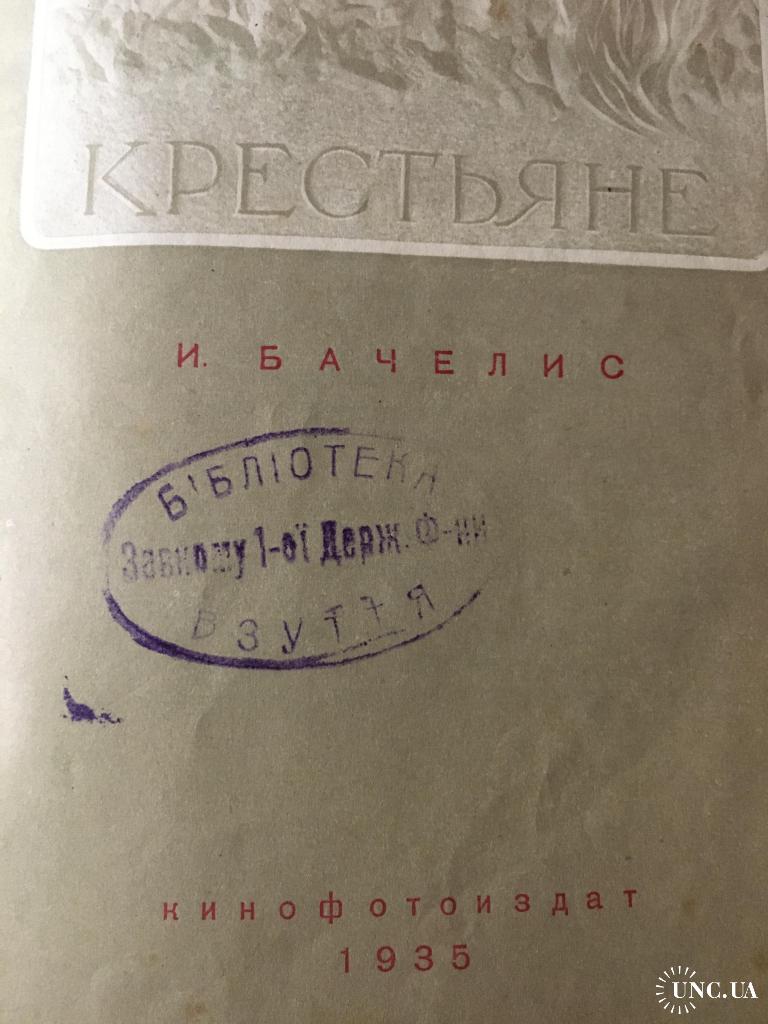 КРЕСТЬЯНЕ
И. БАЧЕЛИС
БІБЛІОТЕКА
Завкому 1-ої Держ. Ф-ки
ВЗУТТЯ
кинофотоиздат
1935
UNC.UA